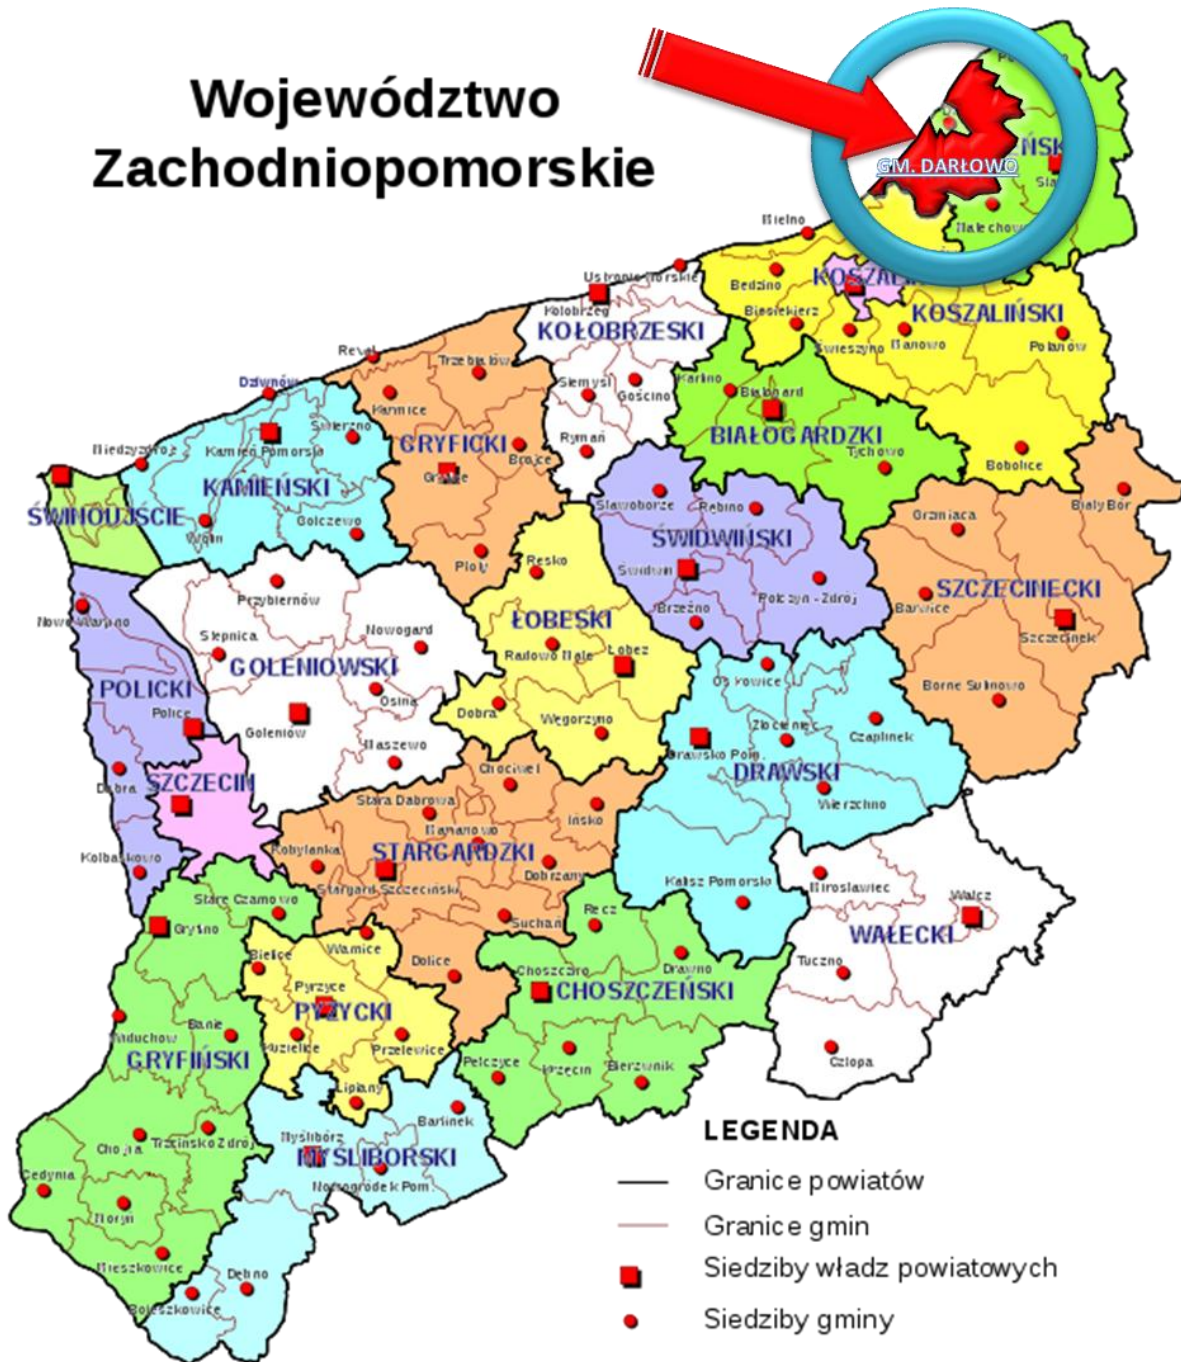 Województwo
Zachodniopomorskie
GM. DARŁOWO
Malechowo
Mielno
Ustronie Morskie
Będzino
KOSZALIŃSKI
Kołobrzeg
KOŁOBRZESKI
Biesiekierz
Świeszyno
Manowo
Polanów
Rewal
Trzebiatów
Dziwnów
Karnice
Siemyśl
Gościno
Karlino
Białogard
BIAŁOGARDZKI
Świerzno
GRYFICKI
Rymań
Tychowo
Bobolice
Międzyzdroje
Kamień Pomorski
KAMIEŃSKI
Brojce
Gryfice
ŚWINOUJŚCIE
Wolin
Golczewo
Sławoborze
Rąbino
ŚWIDWIŃSKI
Grzmiąca
Biały Bór
Płoty
Resko
Świdwin
Połczyn - Zdrój
SZCZECINECKI
Barwice
Przybiernów
Nowe Warpno
Brzeżno
ŁOBESKI
Stepnica
Nowogard
GOLENIOWSKI
Radowo Małe
Łobez
Szczecinek
POLICKI
Osina
Borne Sulinowo
Police
Goleniów
Dobra
Węgorzyno
Złocieniec
Czaplinek
Maszewo
Drawsko Pom.
DRAWSKI
SZCZECIN
Dobra
Chociwel
Wierzchno
Stara Dąbrowa
Ińsko
Kobylanka
STARGARDZKI
Kołbaskowo
Dobrzany
Stargard Szczeciński
Kalisz Pomorski
Mirosławiec
Wałcz
Stare Czarnowo
Suchań
Recz
WAŁECKI
Gryfino
Warnice
Bielice
Dolice
Drawno
Tuczno
Choszczno
CHOSZCZEŃSKI
Pyrzyce
PYŻYCKI
Widuchowa
Banie
Kozielice
Przelewice
GRYFIŃSKI
Pełczyce
Krzęcin
Bierzwnik
Człopa
Lipiany
Barlinek
Chojna
Trzcińsko Zdrój
Myślibórz
MYŚLIBORSKI
Cedynia
Nowogródek Pom.
Moryń
Mieszkowice
Dębno
Boleszkowice
LEGENDA
Granice powiatów
Granice gmin
Siedziby władz powiatowych
Siedziby gminy